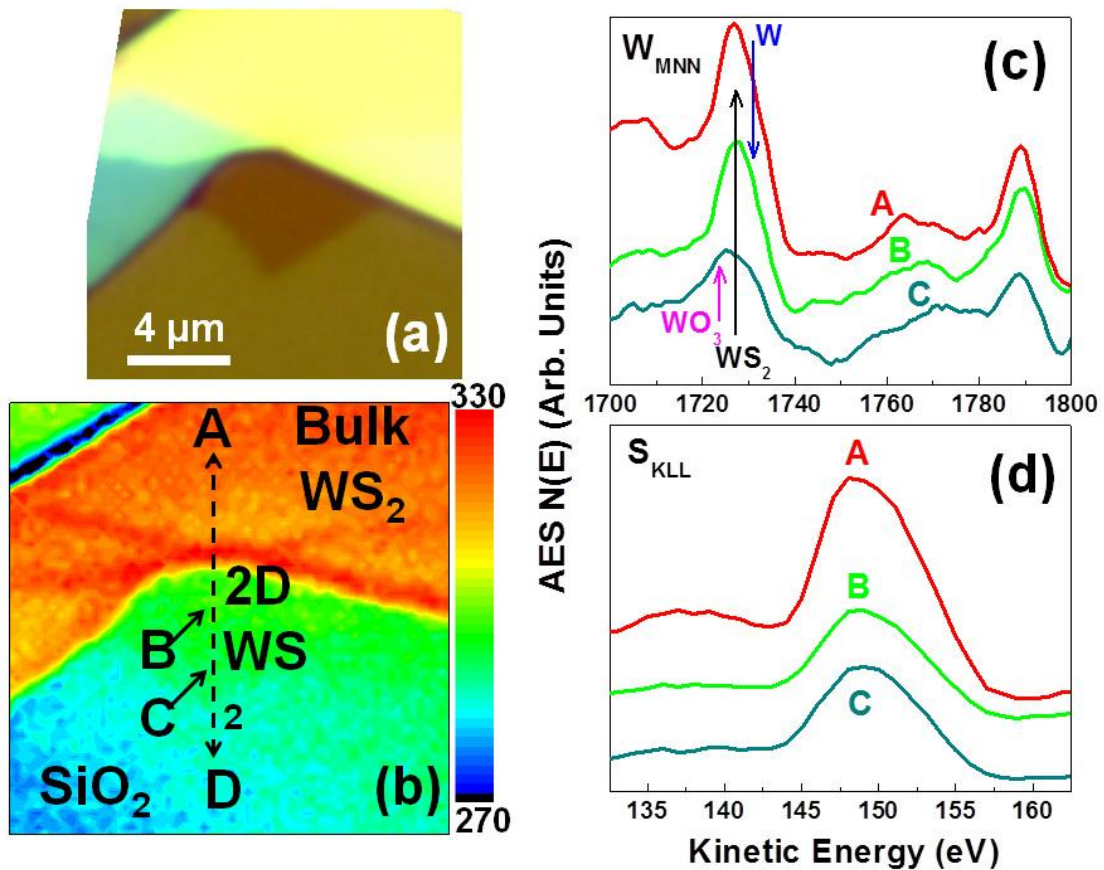 (a)
4 µm
330
A
Bulk
WS2
2D
B
WS
C
2
SiO2
D
(b)
270
AES N(E) (Arb. Units)
WMNN
W
(c)
A
B
C
WO3
WS2
1700 1720 1740 1760 1780 1800
SKLL
A
(d)
B
C
135 140 145 150 155 160
Kinetic Energy (eV)